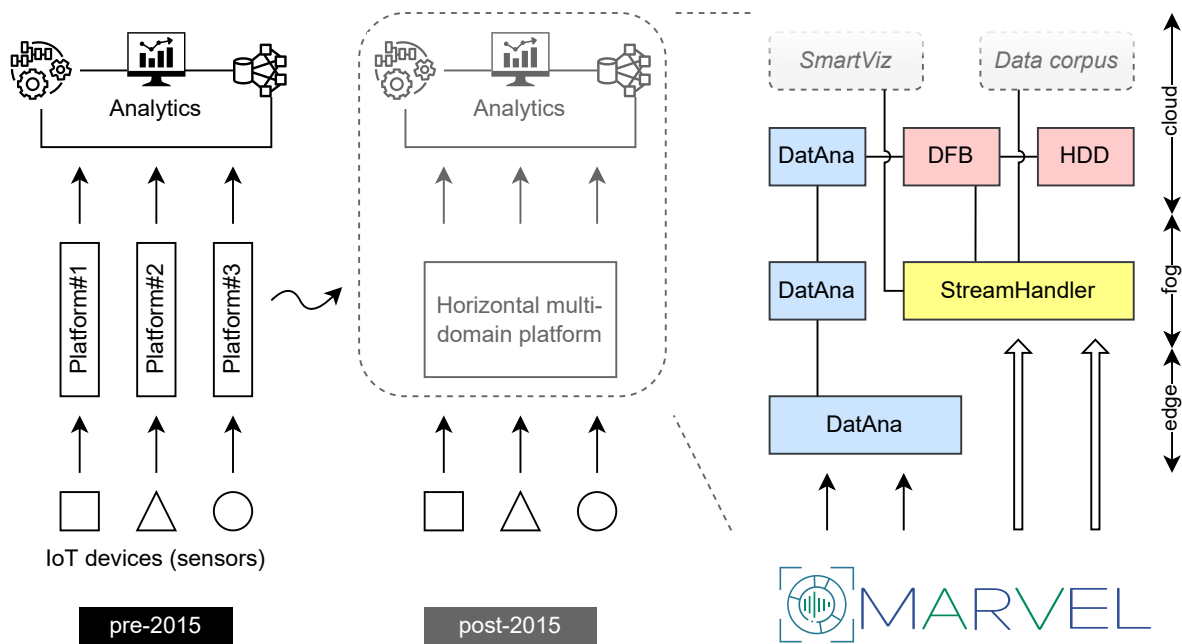 Analytics
Platform#1
Platform#2
Platform#3
IoT devices (sensors)
pre-2015
Analytics
Horizontal multi-
domain platform
post-2015
SmartViz
Data corpus
DatAna
DFB
HDD
DatAna
StreamHandler
DatAna
cloud
fog
edge
MARVEL